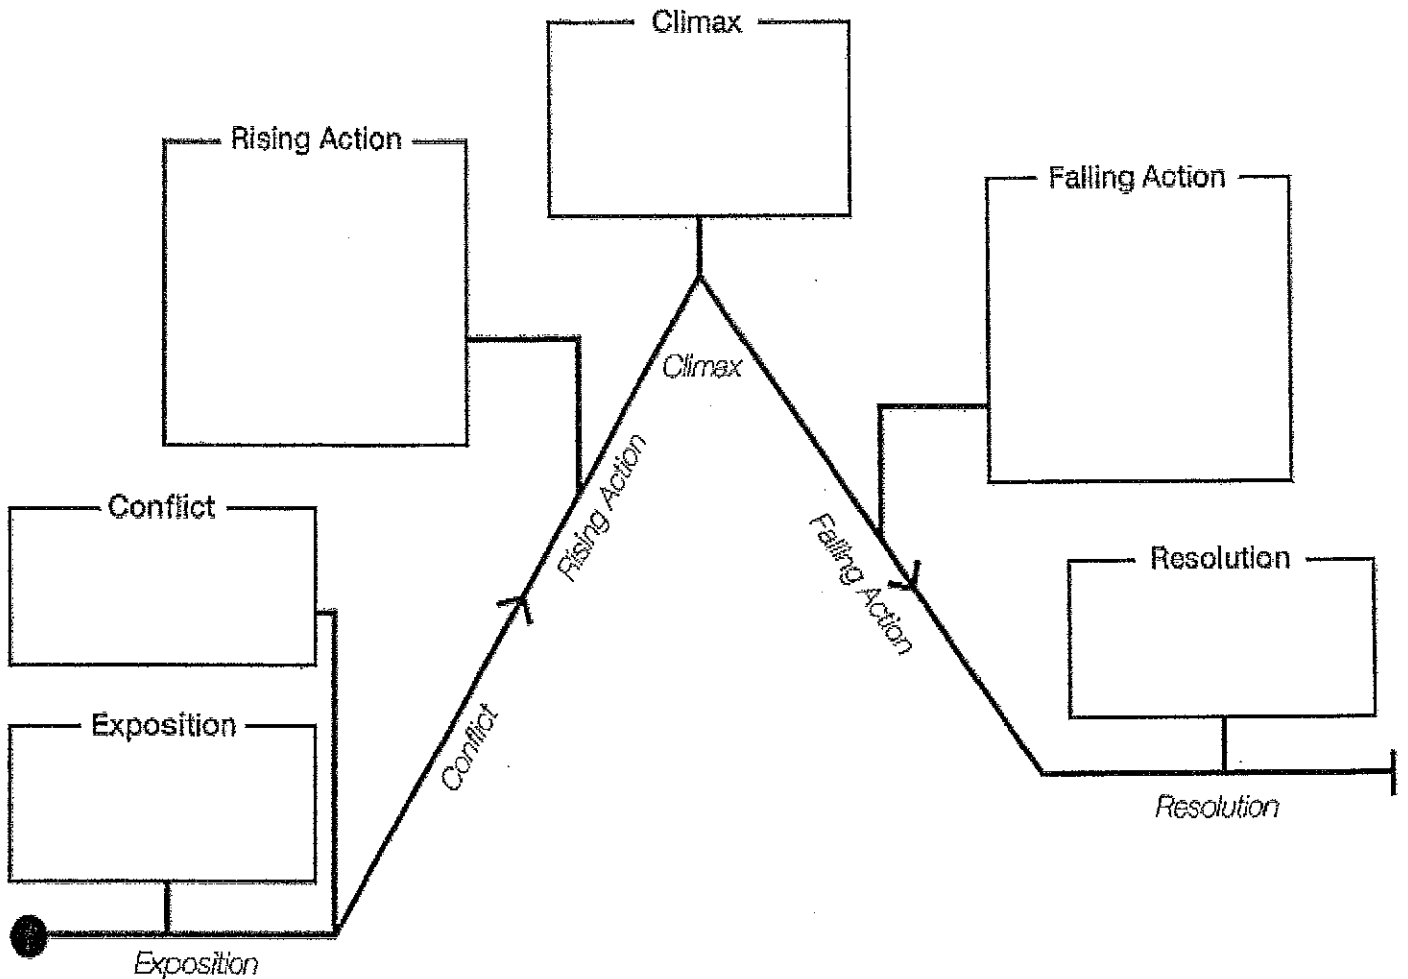 Climax
Rising Action
Falling Action
Climax
Rising Action
Conflict
Falling Action
Resolution
Conflict
Exposition
Resolution
Exposition